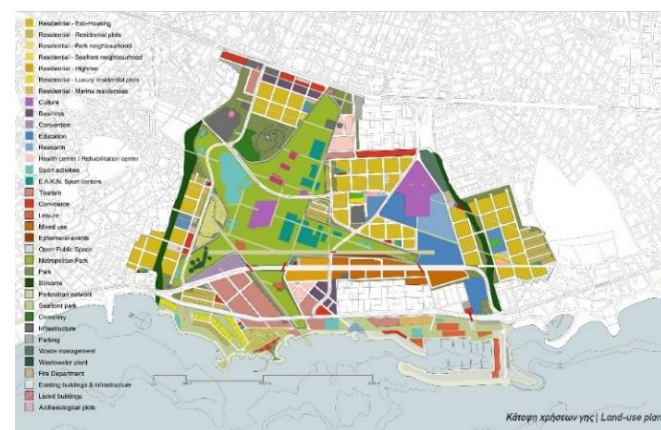 Residential - Eco-Housing
Residential - Residential plots
Residential - Park neighbourhood
Residential - Seafront neighbourhood
Residential - Highrise
Residential - Luxury residential plots
Residential - Marina residences
Culture
Business
Convention
Education
Research
Health center / Rehabilitation center
Sport activities
E.A.K.N. Sport centers
Tourism
Commerce
Leisure
Mixed use
Ephemeral events
Open Public Space
Metropolitan Park
Park
Streams
Pedestrian network
Seafront park
Cemetery
Infrastructure
Parking
Waste management
Wastewater plant
Fire Department
Existing buildings & infrastructure
Listed buildings
Archaeological plots
Κάτοψη χρήσεων γης | Land-use plan